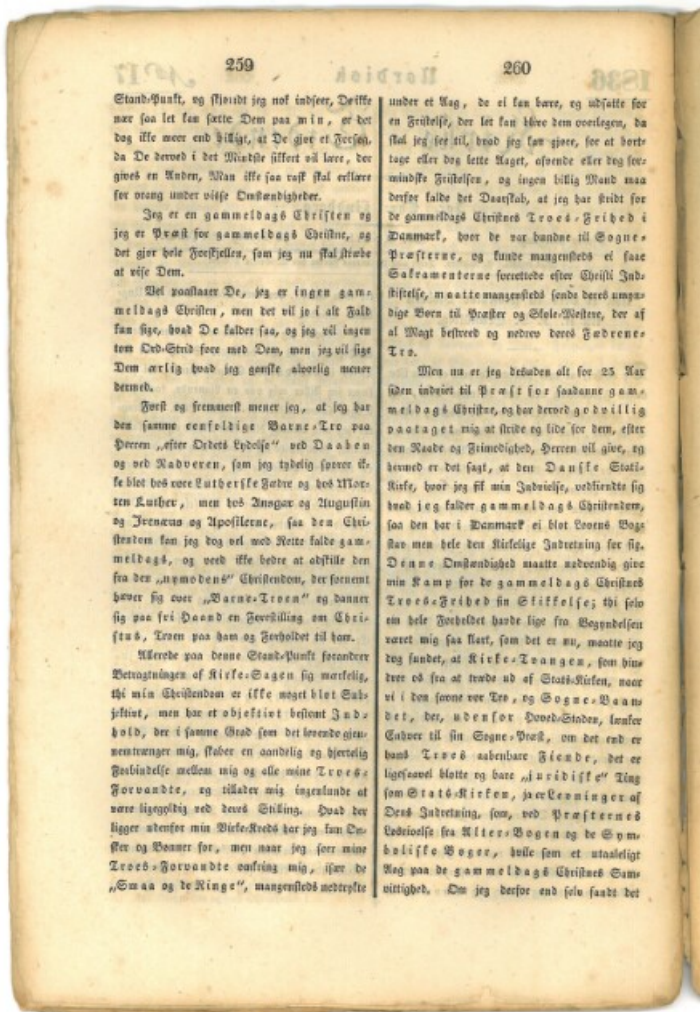 259
Stand-Punkt, og skjøndt jeg nok indseer, De ikke
nær saa let kan sætte Dem paa min, er det
dog ikke meer end billigt, at De gjør et Forsøg,
da De derved i det Mindste sikkert vil lære, der
gives en Anden, Man ikke saa rask skal erklære
for vrang under visse Omstændigheder.
Jeg er en gammeldags Christen og
jeg er Præst for gammeldags Christne, og
det gjør hele Forskjellen, som jeg nu skal stræbe
at vise Dem.
Vel paastaaer De, jeg er ingen gam-
meldags Christen, men det vil jo i alt Fald
kun sige, hvad De kalder saa, og jeg vil ingen
tom Ord-Strid føre med Dem, men jeg vil sige
Dem ærlig hvad jeg ganske alvorlig mener
dermed.
Først og fremmerst mener jeg, at jeg har
den samme eenfoldige Barne-Tro paa
Herren „efter Ordets Lydelse“ ved Daaben
og ved Nadveren, som jeg tydelig sporer ik-
ke blot hos vore Lutherske Fædre og hos Mor-
ten Luther, men hos Ansgar og Augustin
og Irenæus og Apostlerne, saa den Chri-
stendom kan jeg dog vel med Rette kalde gam-
meldags, og veed ikke bedre at adskille den
fra den „nymodens“ Christendom, der fornemt
hæver sig over „Barne-Troen“ og danner
sig paa fri Haand en Forestilling om Chri-
stus, Troen paa ham og Forholdet til ham.
Allerede paa denne Stand-Punkt forandrer
Betragtningen af Kirke-Sagen sig mærkelig,
thi min Christendom er ikke noget blot Sub-
jektivt, men har et objektivt bestemt Ind-
hold, der i samme Grad som det levende gjen-
nemtrænger mig, skaber en aandelig og hjertelig
Forbindelse mellem mig og alle mine Troes-
Forvandte, og tillader mig ingenlunde at
være ligegyldig ved deres Stilling. Hvad der
ligger udenfor min Virke-Kreds har jeg kun Øn-
sker og Bønner for, men naar jeg seer mine
Troes-Forvandte omkring mig, især de
„Smaa og de Ringe“, mangensteds nedtrykte
260
under et Aag, de ei kan bære, og udsatte for
en Fristelse, der let kan blive dem overlegen, da
skal jeg see til, hvad jeg kan gjøre, for at bort-
tage eller dog lette Aaget, afvende eller dog for-
mindske Fristelsen, og ingen billig Mand maa
derfor kalde det Daarskab, at jeg har stridt for
de gammeldags Christnes Troes-Frihed i
Danmark, hvor de var bundne til Sogne-
Præsterne, og kunde mangensteds ei faae
Sakramenterne forrettede efter Christi Ind-
stiftelse, maatte mangensteds sende deres umyn-
dige Børn til Præster og Skole-Mestere, der af
al Magt bestreed og nedrev deres Fædrene-
Tro.
Men nu er jeg desuden alt for 25 Aar
siden indviet til Præst for saadanne gam-
meldags Christne, og har derved godvillig
paataget mig at stride og lide for dem, efter
den Naade og Frimodighed, Herren vil give, og
hermed er det sagt, at den Danske Stats-
Kirke, hvor jeg fik min Indvielse, vedkiendte sig
hvad jeg kalder gammeldags Christendom,
saa den har i Danmark ei blot Lovens Bog-
stav men hele den Kirkelige Indretning for sig.
Denne Omstændighed maatte nødvendig give
min Kamp for de gammeldags Christnes
Troes-Frihed sin Skikkelse; thi selv
om hele Forholdet havde lige fra Begyndelsen
været mig saa klart, som det er nu, maatte jeg
dog fundet, at Kirke-Tvangen, som hin-
drer os fra at træde ud af Stats-Kirken, naar
vi i den savne vor Tro, og Sogne-Baan-
det, der, udenfor Hoved-Staden, lænker
Enhver til sin Sogne-Præst, om det end er
hans Troes aabenbare Fiende, det er
ligesaavel blotte og bare „juridiske“ Ting
som Stats-Kirken, ja er Levninger af
Dens Indretning, som, ved Præsternes
Løsrivelse fra Alter-Bogen og de Sym-
boliske Bøger, hvile som et utaaleligt
Aag paa de gammeldags Christnes Sam-
vittighed. Om jeg derfor end selv fandt det